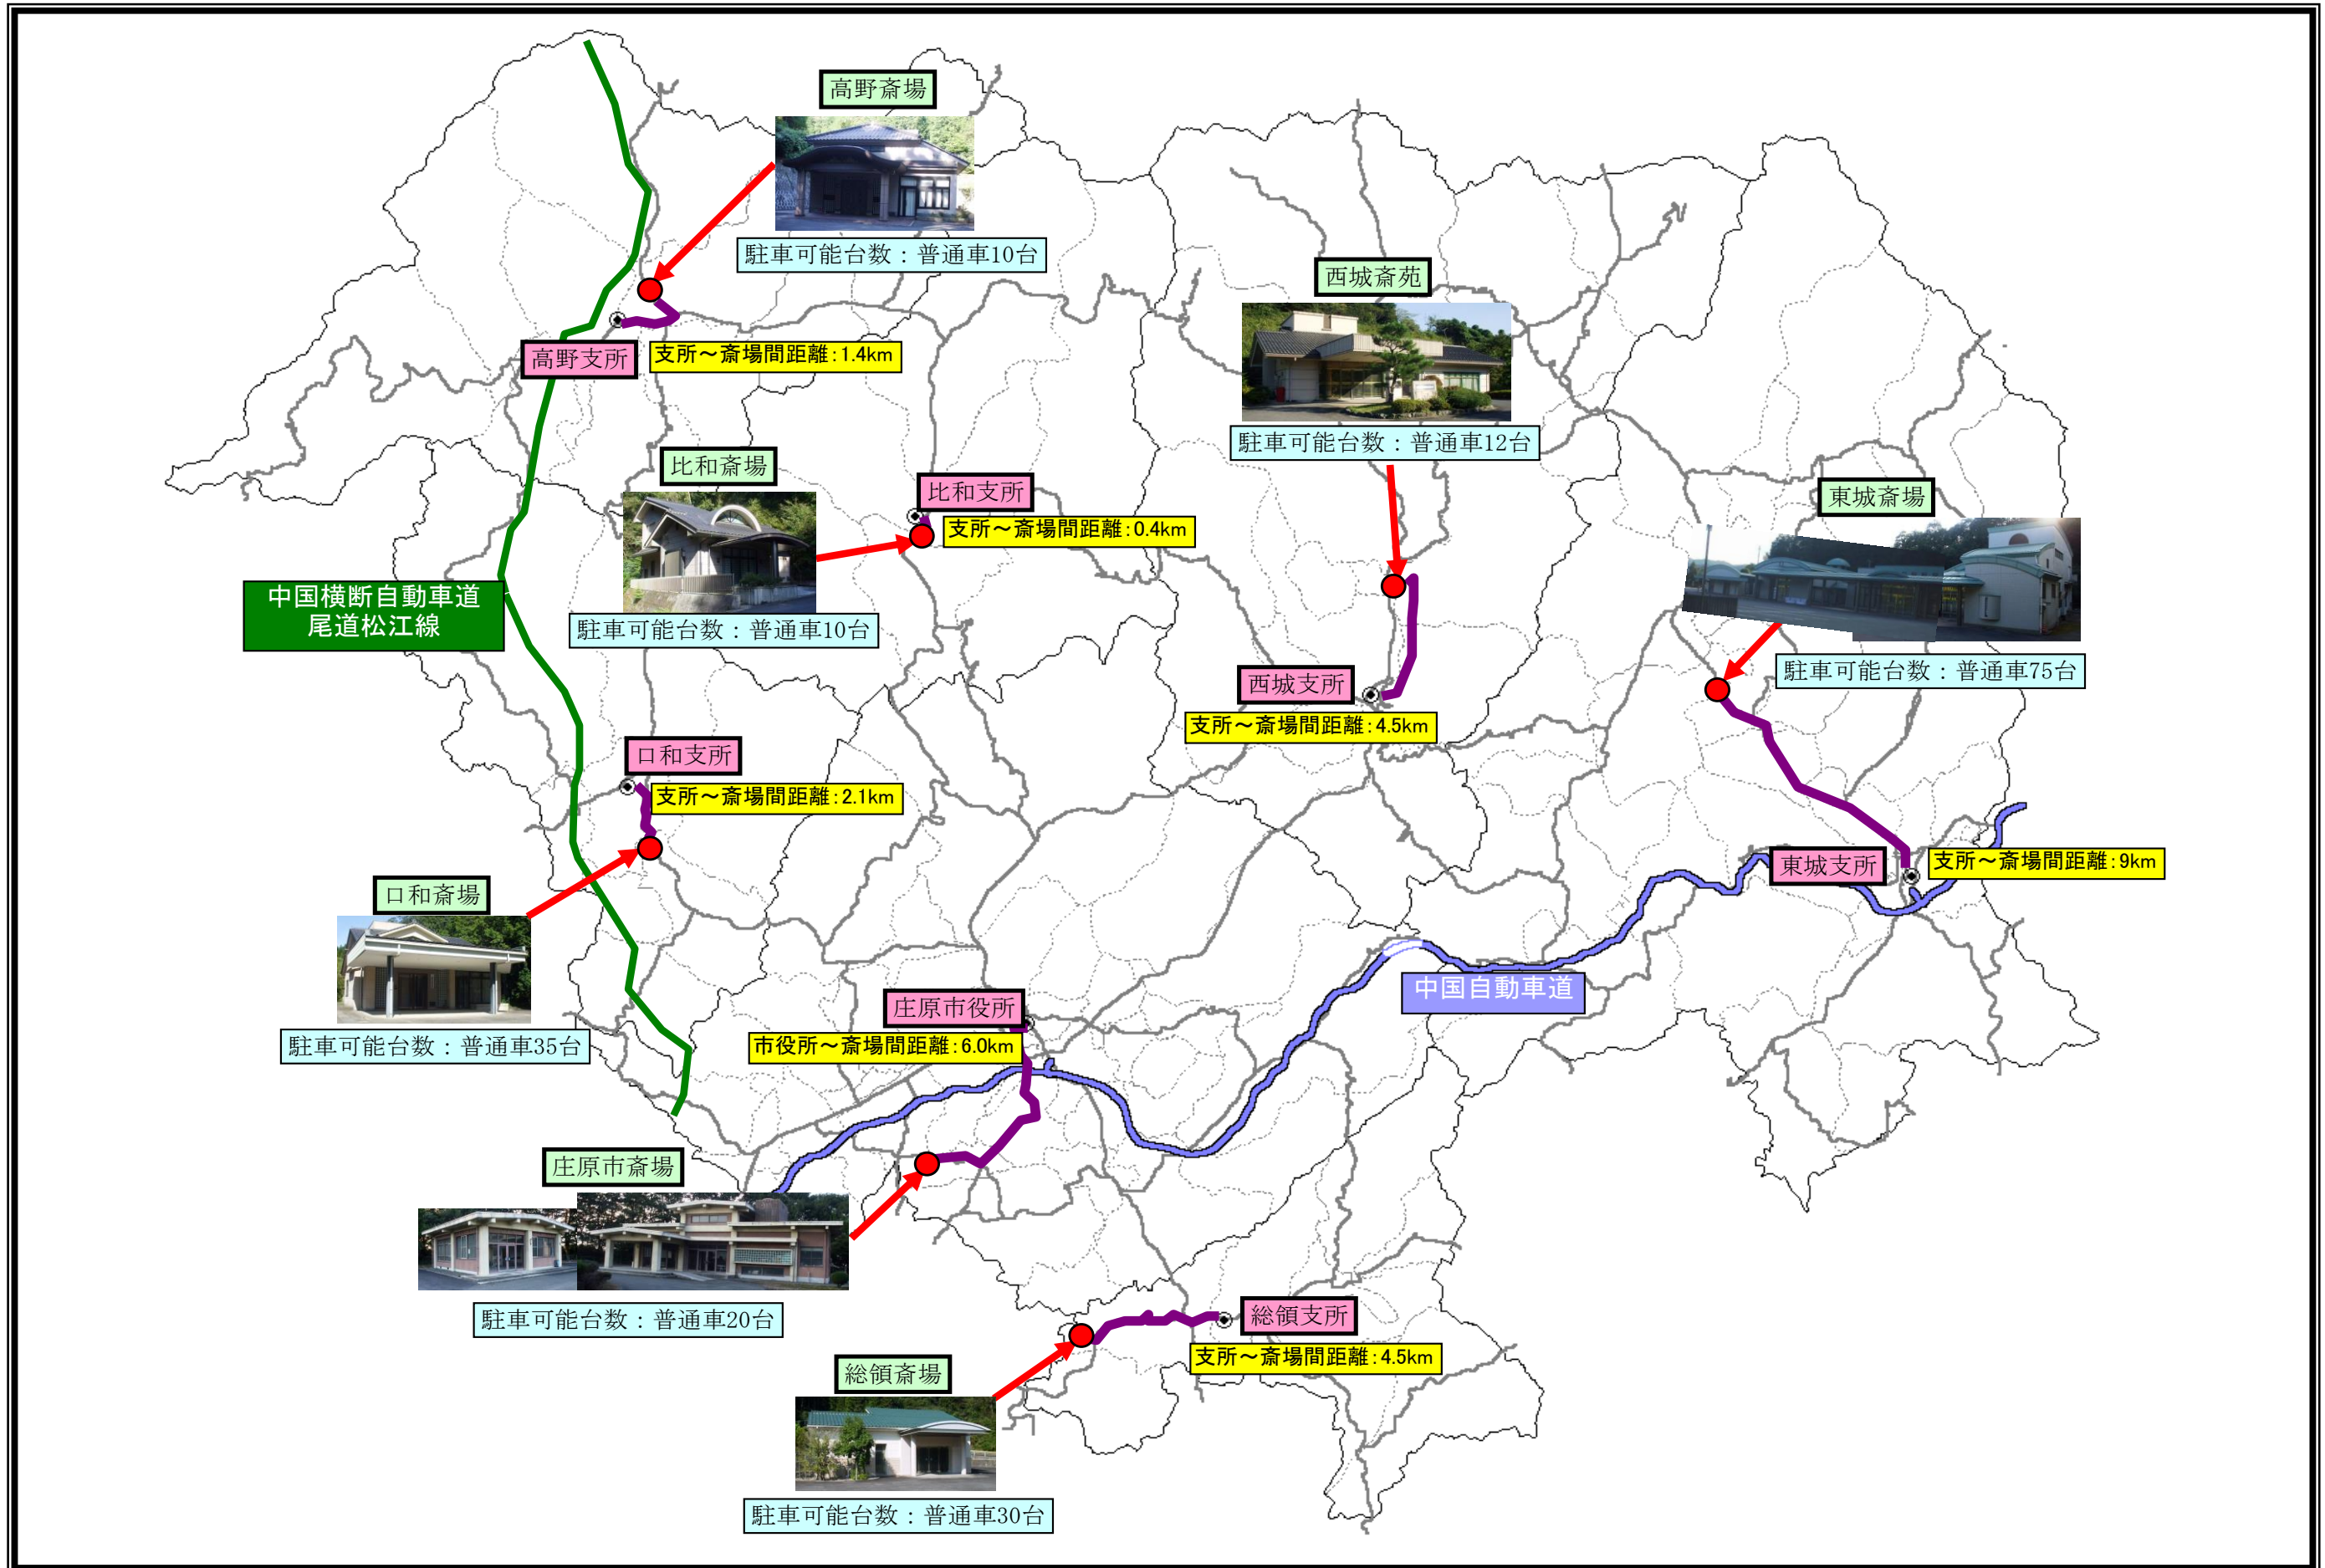 高野斎場
駐車可能台数：普通車10台
高野支所
支所～斎場間距離：1.4km
西城斎苑
駐車可能台数：普通車12台
比和斎場
駐車可能台数：普通車10台
比和支所
支所～斎場間距離：0.4km
東城斎場
駐車可能台数：普通車75台
中国横断自動車道
尾道松江線
西城支所
支所～斎場間距離：4.5km
口和支所
支所～斎場間距離：2.1km
口和斎場
駐車可能台数：普通車35台
東城支所
支所～斎場間距離：9km
中国自動車道
庄原市役所
市役所～斎場間距離：6.0km
庄原市斎場
駐車可能台数：普通車20台
総領支所
支所～斎場間距離：4.5km
総領斎場
駐車可能台数：普通車30台